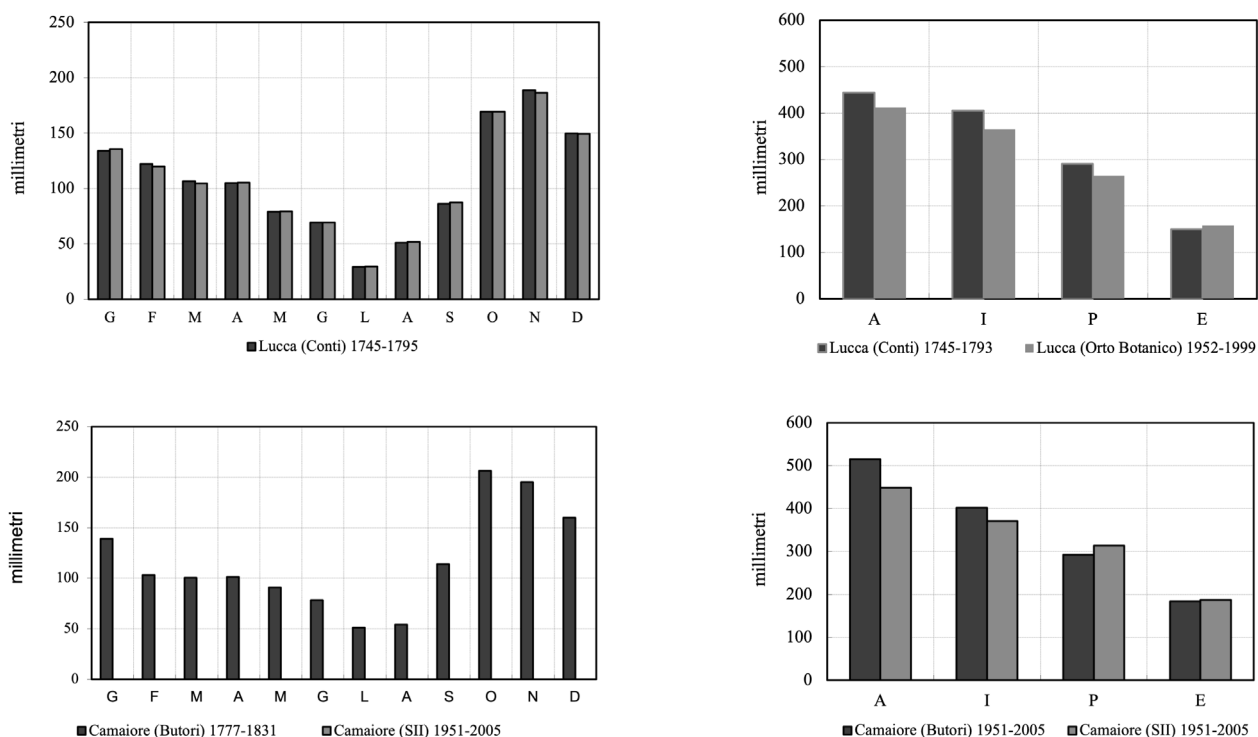 250
200
150
100
50
0
millimetri
G F M A M G L A S O N D
Lucca (Conti) 1745-1795
600
500
400
300
200
100
0
millimetri
A I P E
Lucca (Conti) 1745-1793 Lucca (Orto Botanico) 1952-1999
250
200
150
100
50
0
millimetri
G F M A M G L A S O N D
Camaiore (Butori) 1777-1831 Camaiore (SII) 1951-2005
600
500
400
300
200
100
0
millimetri
A I P E
Camaiore (Butori) 1951-2005 Camaiore (SII) 1951-2005